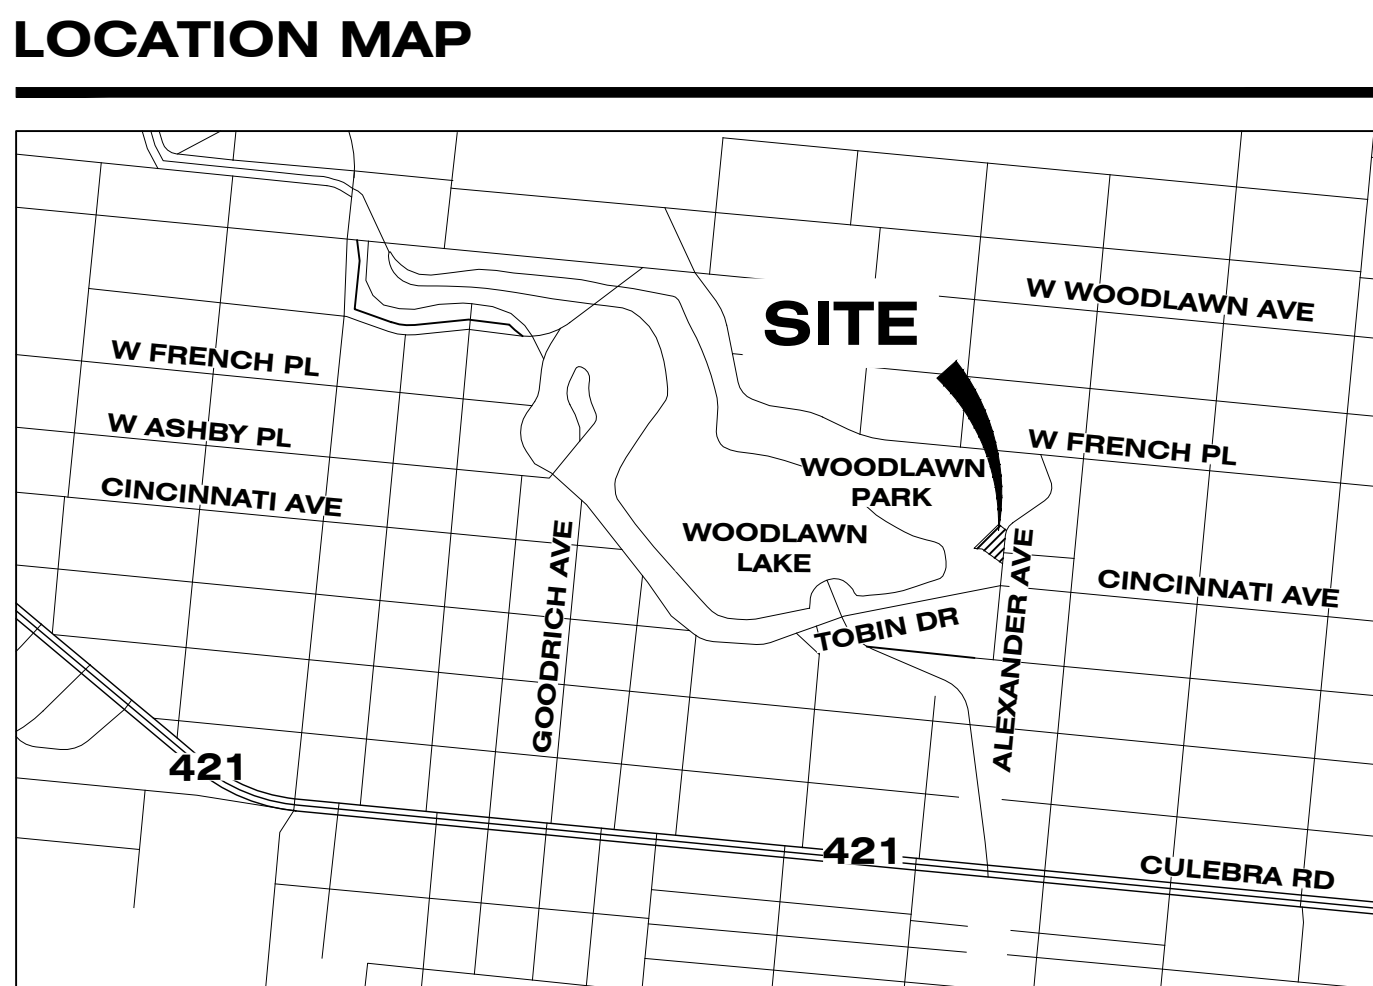 LOCATION MAP
W WOODLAWN AVE
SITE
W FRENCH PL
W ASHBY PL
CINCINNATI AVE
W FRENCH PL
WOODLAWN
PARK
WOODLAWN
LAKE
GOODRICH AVE
CINCINNATI AVE
TOBIN DR
ALEXANDER AVE
421
421
CULEBRA RD